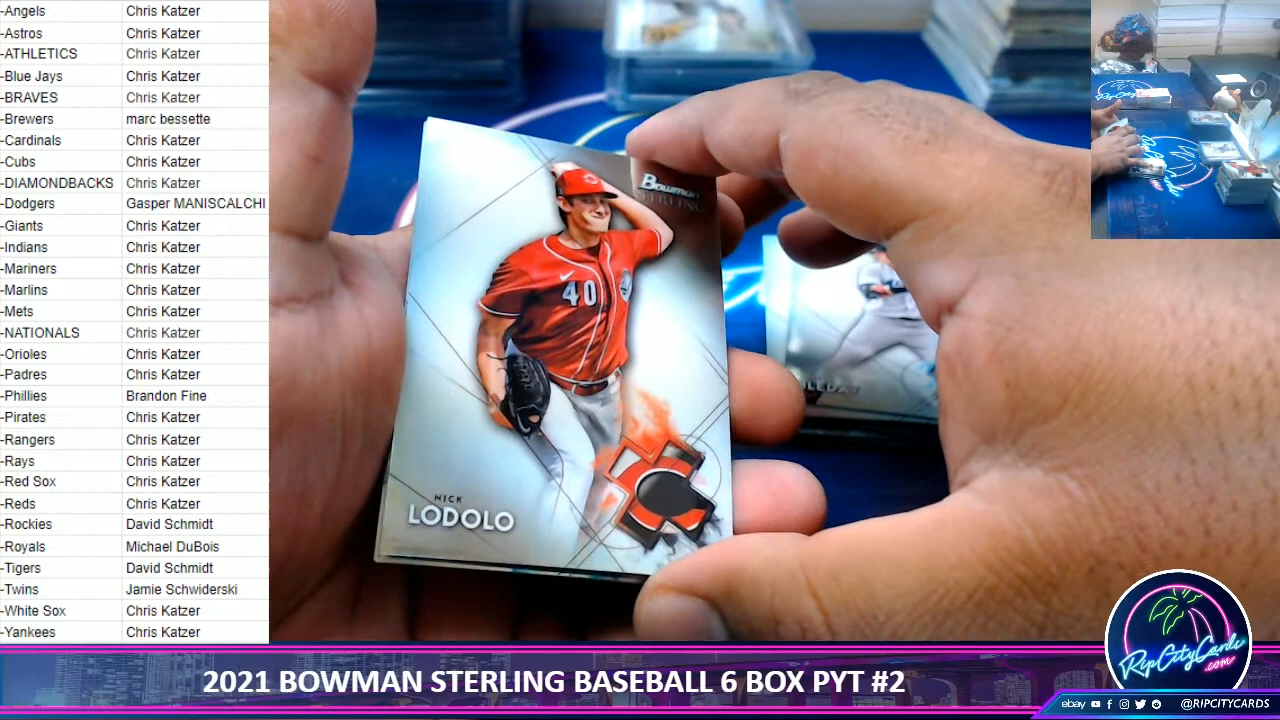 -Angels Chris Katzer
-Astros Chris Katzer
-ATHLETICS Chris Katzer
-Blue Jays Chris Katzer
-BRAVES Chris Katzer
-Brewers marc bessette
-Cardinals Chris Katzer
-Cubs Chris Katzer
-DIAMONDBACKS Chris Katzer
-Dodgers Gasper MANISCALCHI
-Giants Chris Katzer
-Indians Chris Katzer
-Mariners Chris Katzer
-Marlins Chris Katzer
-Mets Chris Katzer
-NATIONALS Chris Katzer
-Orioles Chris Katzer
-Padres Chris Katzer
-Phillies Brandon Fine
-Pirates Chris Katzer
-Rangers Chris Katzer
-Rays Chris Katzer
-Red Sox Chris Katzer
-Reds Chris Katzer
-Rockies David Schmidt
-Royals Michael DuBois
-Tigers David Schmidt
-Twins Jamie Schwiderski
-White Sox Chris Katzer
-Yankees Chris Katzer
Bowman
40
NICK
LODOLO
RipCityCards
.com
2021 BOWMAN STERLING BASEBALL 6 BOX PYT #2
ebay @RIPCITYCARDS